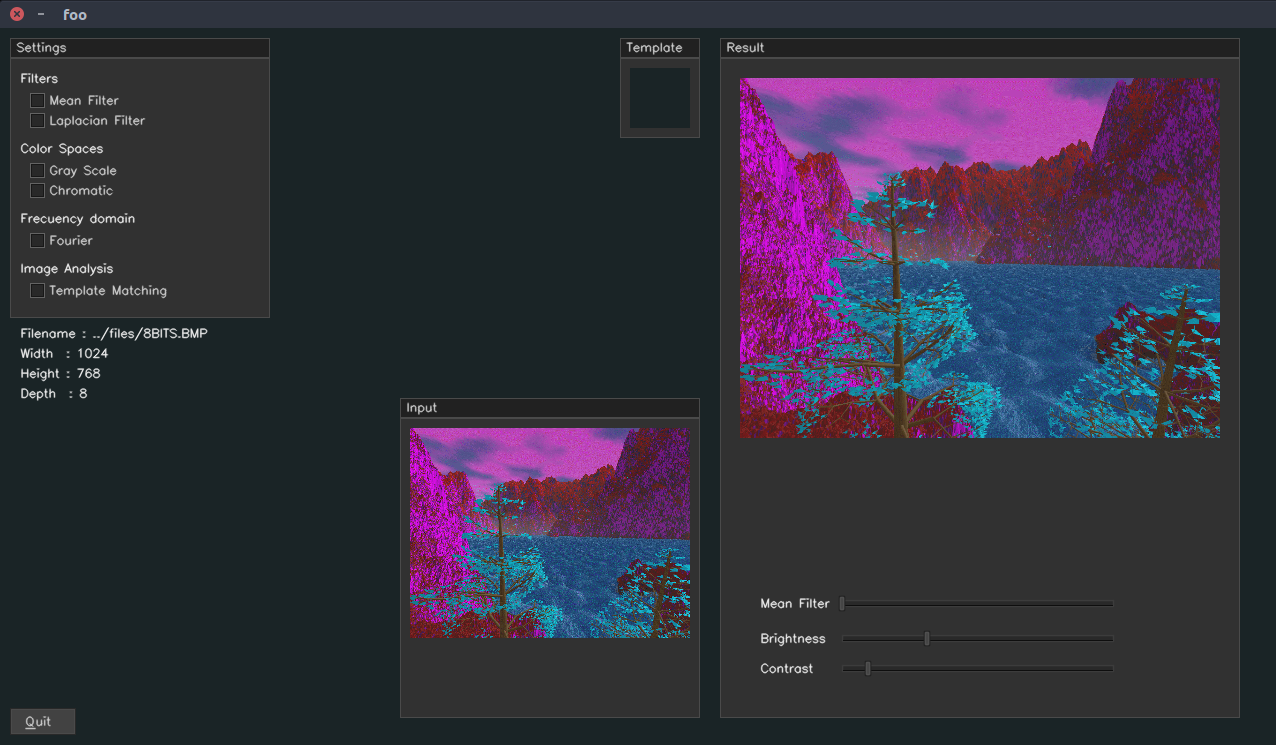 foo
Settings
Filters
Mean Filter
Laplacian Filter
Color Spaces
Gray Scale
Chromatic
Frecuency domain
Fourier
Image Analysis
Template Matching
Filename : ../files/8BITS.BMP
Width : 1024
Height : 768
Depth : 8
Quit
Template
Input
Result
Mean Filter
Brightness
Contrast